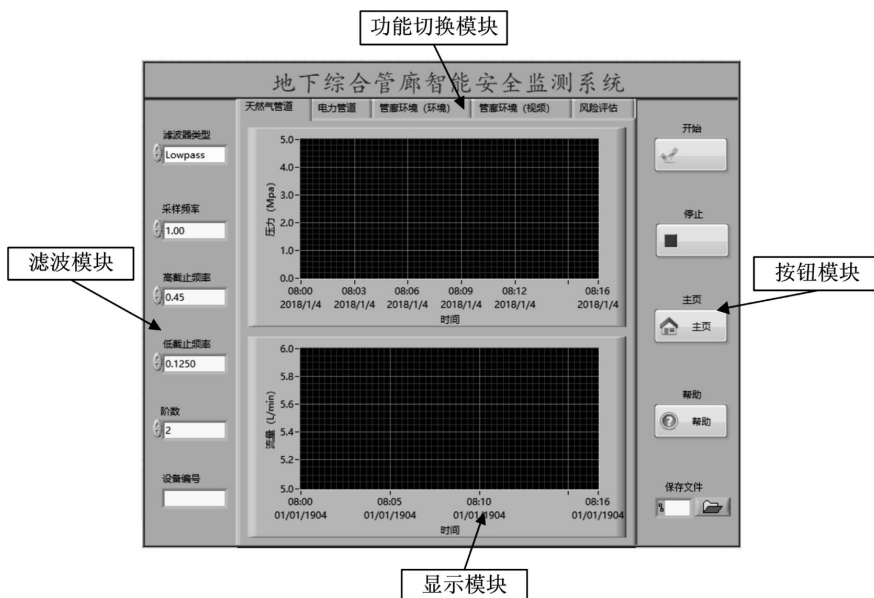 功能切换模块
地下综合管廊智能安全监测系统
天然气管道 电力管道 管廊环境（环境） 管廊环境（视频） 风险评估
滤波器类型
Lowpass
采样频率
1.00
高截止频率
0.45
低截止频率
0.1250
阶数
2
设备编号
滤波模块
压力（Mpa）
5.0
4.0
3.0
2.0
1.0
0.0
08:00 08:03 08:06 08:09 08:12 08:16
2018/1/4 2018/1/4 2018/1/4 2018/1/4 2018/1/4 2018/1/4
时间
流量（L/min）
6.0
5.8
5.6
5.4
5.2
5.0
08:00 08:05 08:10 08:16
01/01/1904 01/01/1904 01/01/1904 01/01/1904
时间
开始
停止
主页
主页
帮助
帮助
保存文件
按钮模块
显示模块